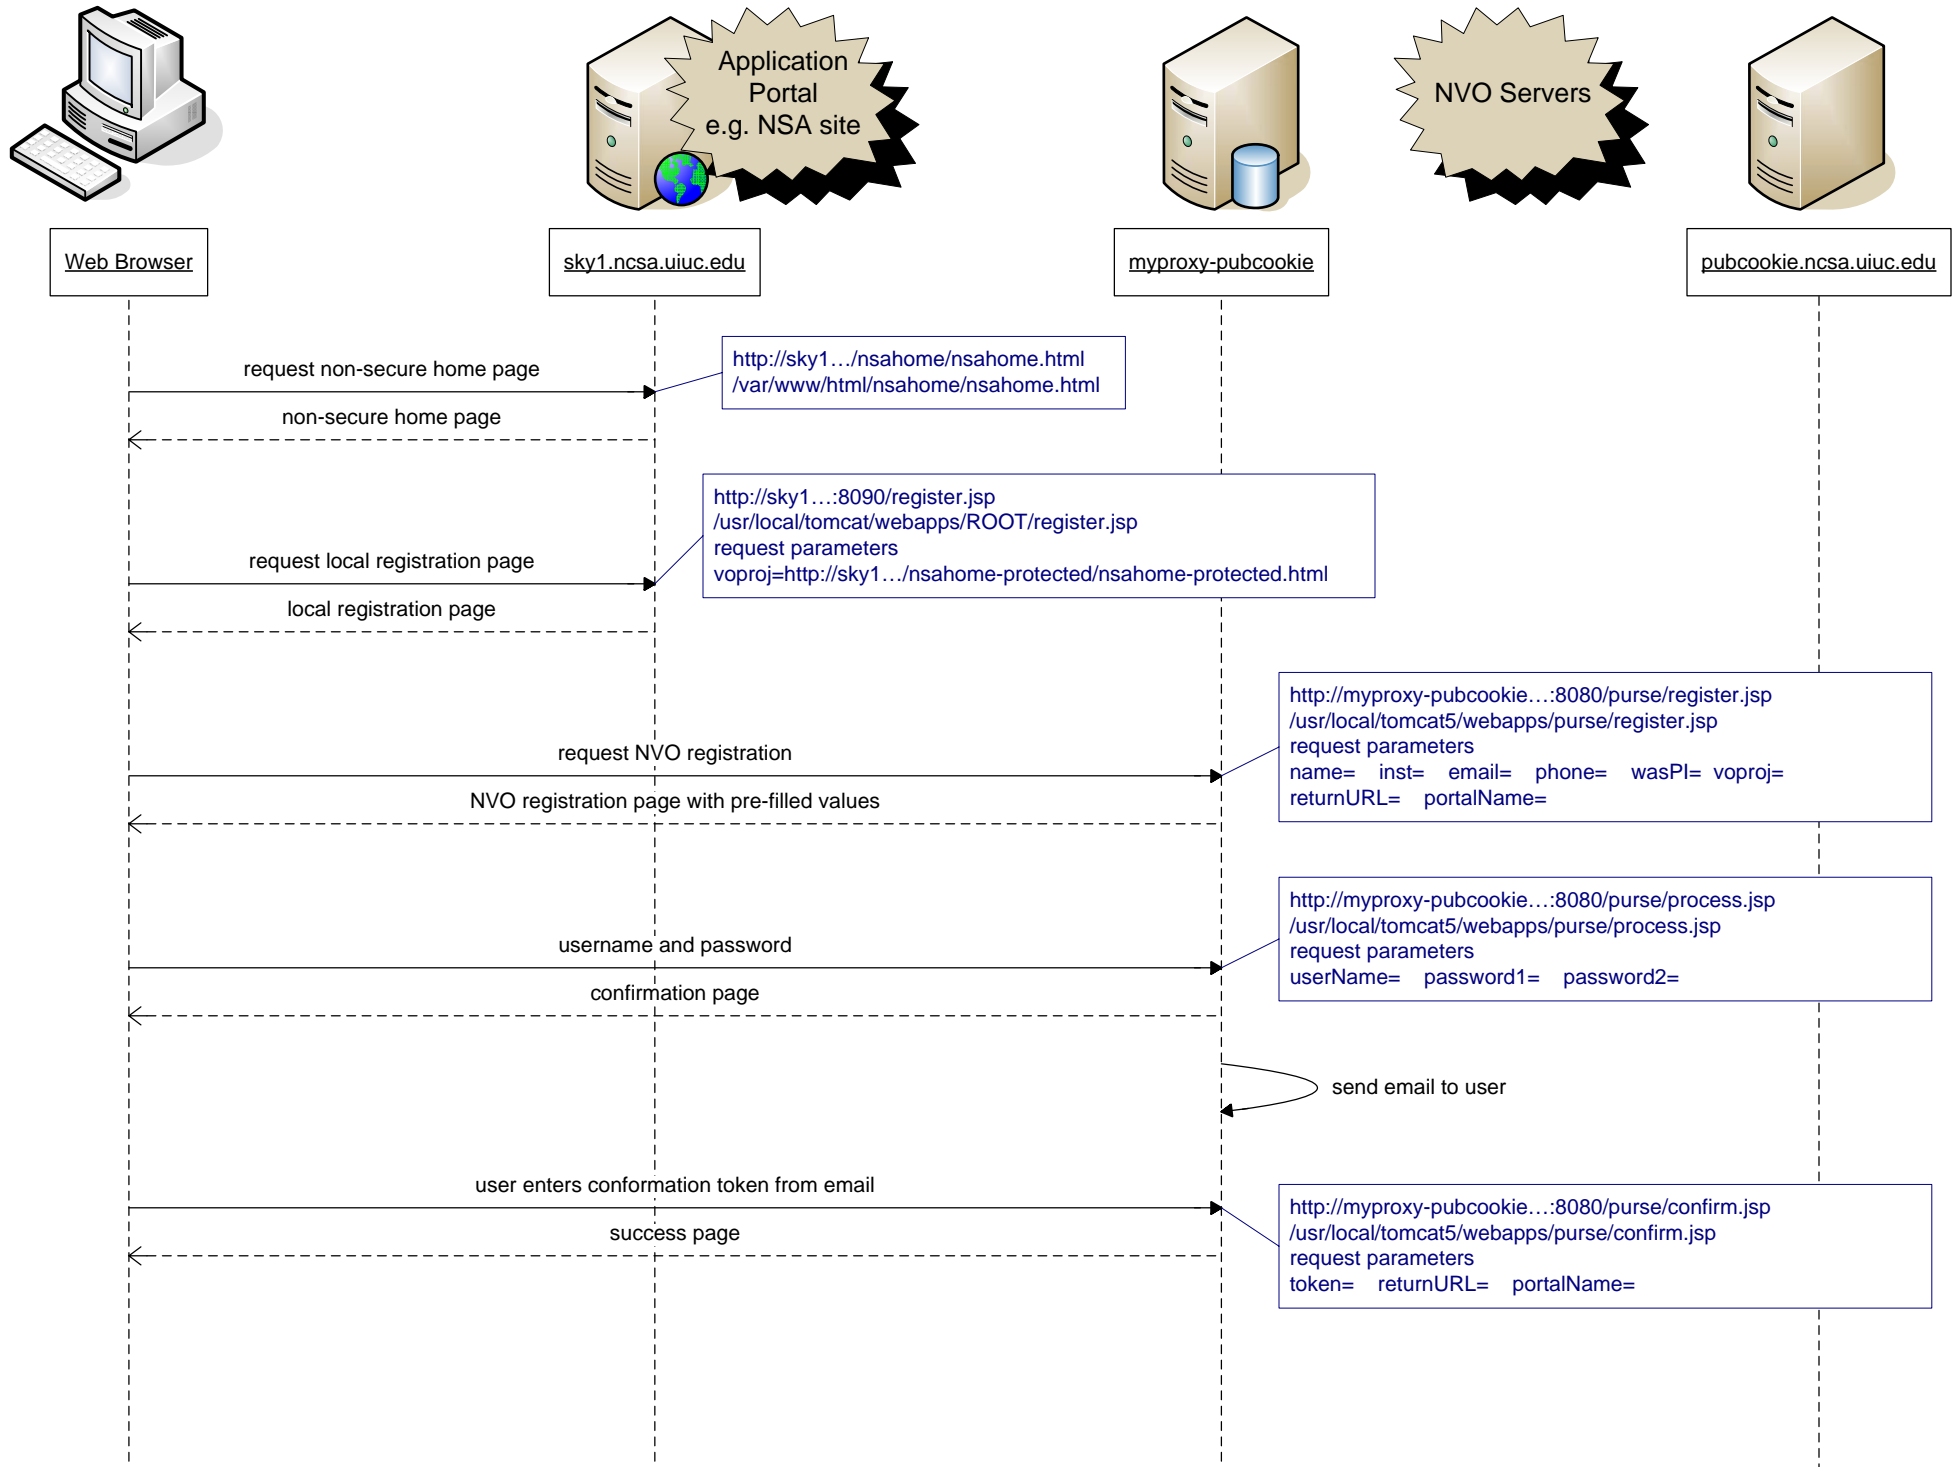 Application
Portal
e.g. NSA site
NVO Servers
Web Browser
sky1.ncsa.uiuc.edu
myproxy-pubcookie
pubcookie.ncsa.uiuc.edu
request non-secure home page
http://sky1…/nsahome/nsahome.html
/var/www/html/nsahome/nsahome.html
non-secure home page
http://sky1…:8090/register.jsp
/usr/local/tomcat/webapps/ROOT/register.jsp
request parameters
voproj=http://sky1…/nsahome-protected/nsahome-protected.html
request local registration page
local registration page
http://myproxy-pubcookie…:8080/purse/register.jsp
/usr/local/tomcat5/webapps/purse/register.jsp
request parameters
name= inst= email= phone= wasPI= voproj=
returnURL= portalName=
request NVO registration
NVO registration page with pre-filled values
http://myproxy-pubcookie…:8080/purse/process.jsp
/usr/local/tomcat5/webapps/purse/process.jsp
request parameters
userName= password1= password2=
username and password
confirmation page
send email to user
user enters conformation token from email
http://myproxy-pubcookie…:8080/purse/confirm.jsp
/usr/local/tomcat5/webapps/purse/confirm.jsp
request parameters
token= returnURL= portalName=
success page